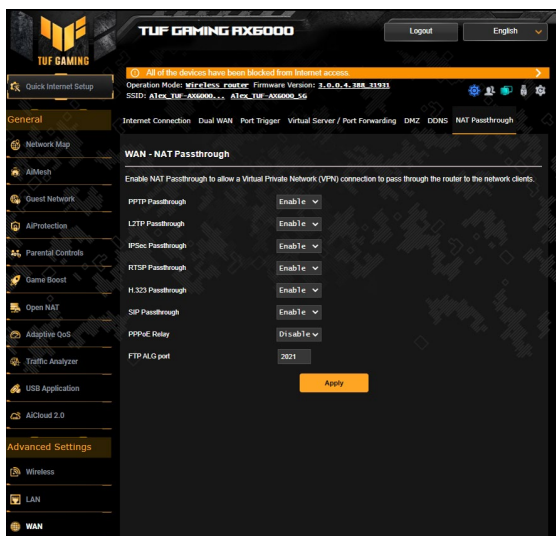 TUF GAMING
TUF GAMING AX6000
Logout
English
All of the devices have been blocked from Internet access.
Quick Internet Setup
Operation Mode: Wireless router Firmware Version: 3.0.0.4.388_31931
SSID: Alex_TUF-AX6000... Alex_TUF-AX6000_5G
General
Internet Connection Dual WAN Port Trigger Virtual Server / Port Forwarding DMZ DDNS NAT Passthrough
Network Map
AiMesh
Guest Network
AiProtection
Parental Controls
Game Boost
Open NAT
Adaptive QoS
Traffic Analyzer
USB Application
AiCloud 2.0
Advanced Settings
Wireless
LAN
WAN
WAN - NAT Passthrough
Enable NAT Passthrough to allow a Virtual Private Network (VPN) connection to pass through the router to the network clients.
PPTP Passthrough Enable
L2TP Passthrough Enable
IPSec Passthrough Enable
RTSP Passthrough Enable
H.323 Passthrough Enable
SIP Passthrough Enable
PPPoE Relay Disable
FTP ALG port 2021
Apply